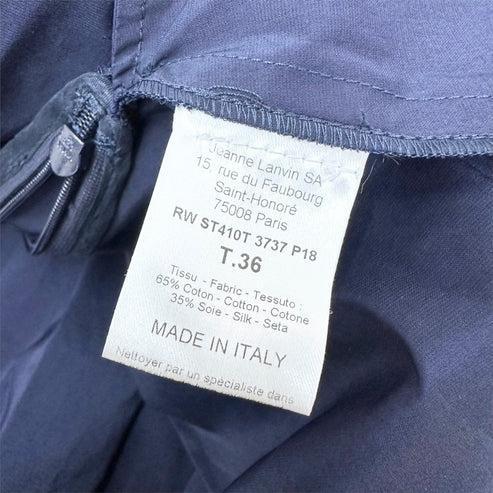 Jeanne Lanvin SA
15, rue du Faubourg
Saint-Honoré
75008 Paris
RW ST410T 3737 P18
T.36
Tissu - Fabric - Tessuto :
65% Coton - Cotton - Cotone
35% Soie - Silk - Seta
MADE IN ITALY
Nettoyer par un spécialiste dans